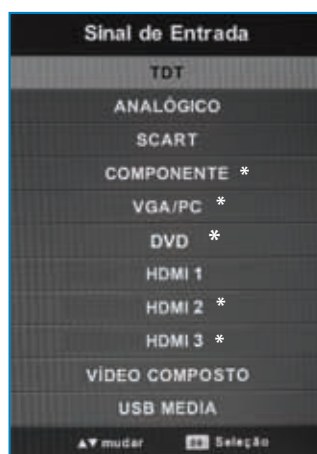 Sinal de Entrada
TDT
ANALÓGICO
SCART
COMPONENTE *
VGA/PC *
DVD *
HDMI 1
HDMI 2 *
HDMI 3 *
VÍDEO COMPOSTO
USB MEDIA
▲▼ mudar OK Seleção